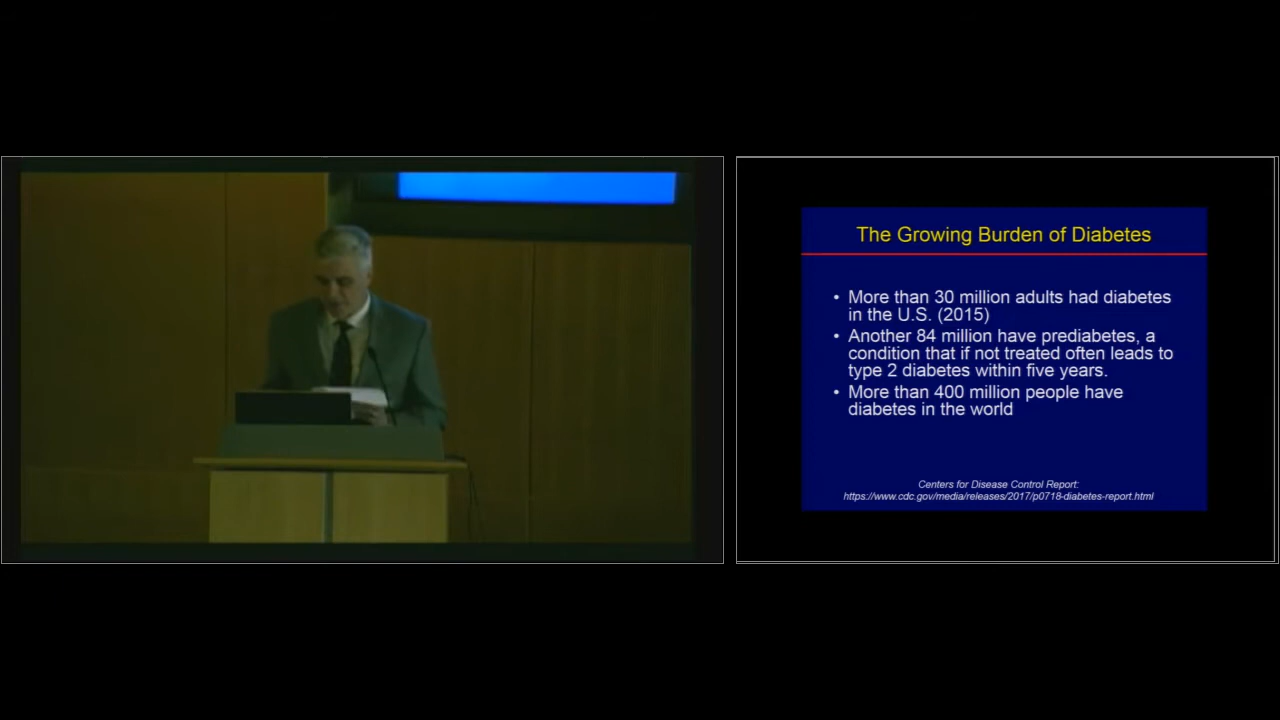 The Growing Burden of Diabetes
• More than 30 million adults had diabetes
in the U.S. (2015)
• Another 84 million have prediabetes, a
condition that if not treated often leads to
type 2 diabetes within five years.
• More than 400 million people have
diabetes in the world
Centers for Disease Control Report:
https://www.cdc.gov/media/releases/2017/p0718-diabetes-report.html